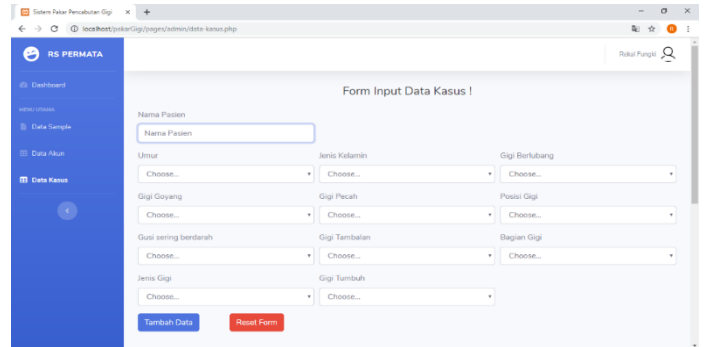 Sistem Pakar Pencabutan Gigi
localhost/pakarGigi/pages/admin/data-kasus.php
RS PERMATA
Rekal Fungki
Dashboard
MENU UTAMA
Data Sample
Data Akun
Data Kasus
Form Input Data Kasus !
Nama Pasien
Nama Pasien
Umur Jenis Kelamin Gigi Berlubang
Choose... Choose... Choose...
Gigi Goyang Gigi Pecah Posisi Gigi
Choose... Choose... Choose...
Gusi sering berdarah Gigi Tambalan Bagian Gigi
Choose... Choose... Choose...
Jenis Gigi Gigi Tumbuh
Choose... Choose...
Tambah Data Reset Form